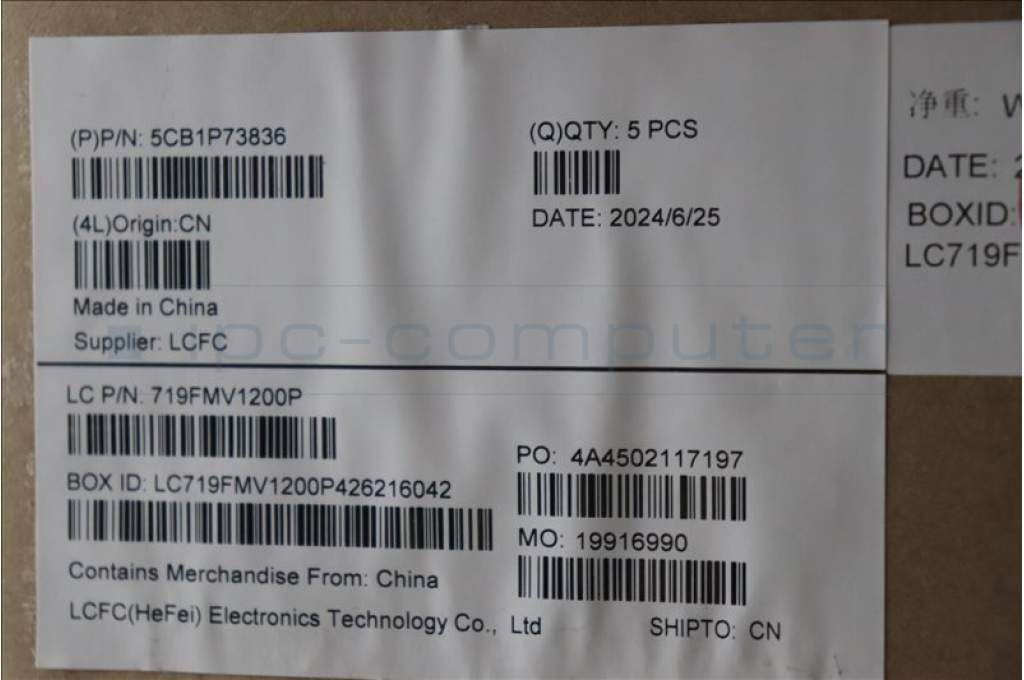 (P)P/N: 5CB1P73836
(4L)Origin:CN
Made in China
Supplier: LCFC
(Q)QTY: 5 PCS
DATE: 2024/6/25
LC P/N: 719FMV1200P
BOX ID: LC719FMV1200P426216042
Contains Merchandise From: China
LCFC(HeFei) Electronics Technology Co., Ltd
PO: 4A4502117197
MO: 19916990
SHIPTO: CN
净重:
DATE:
BOXID:
LC719F
ipc-computer